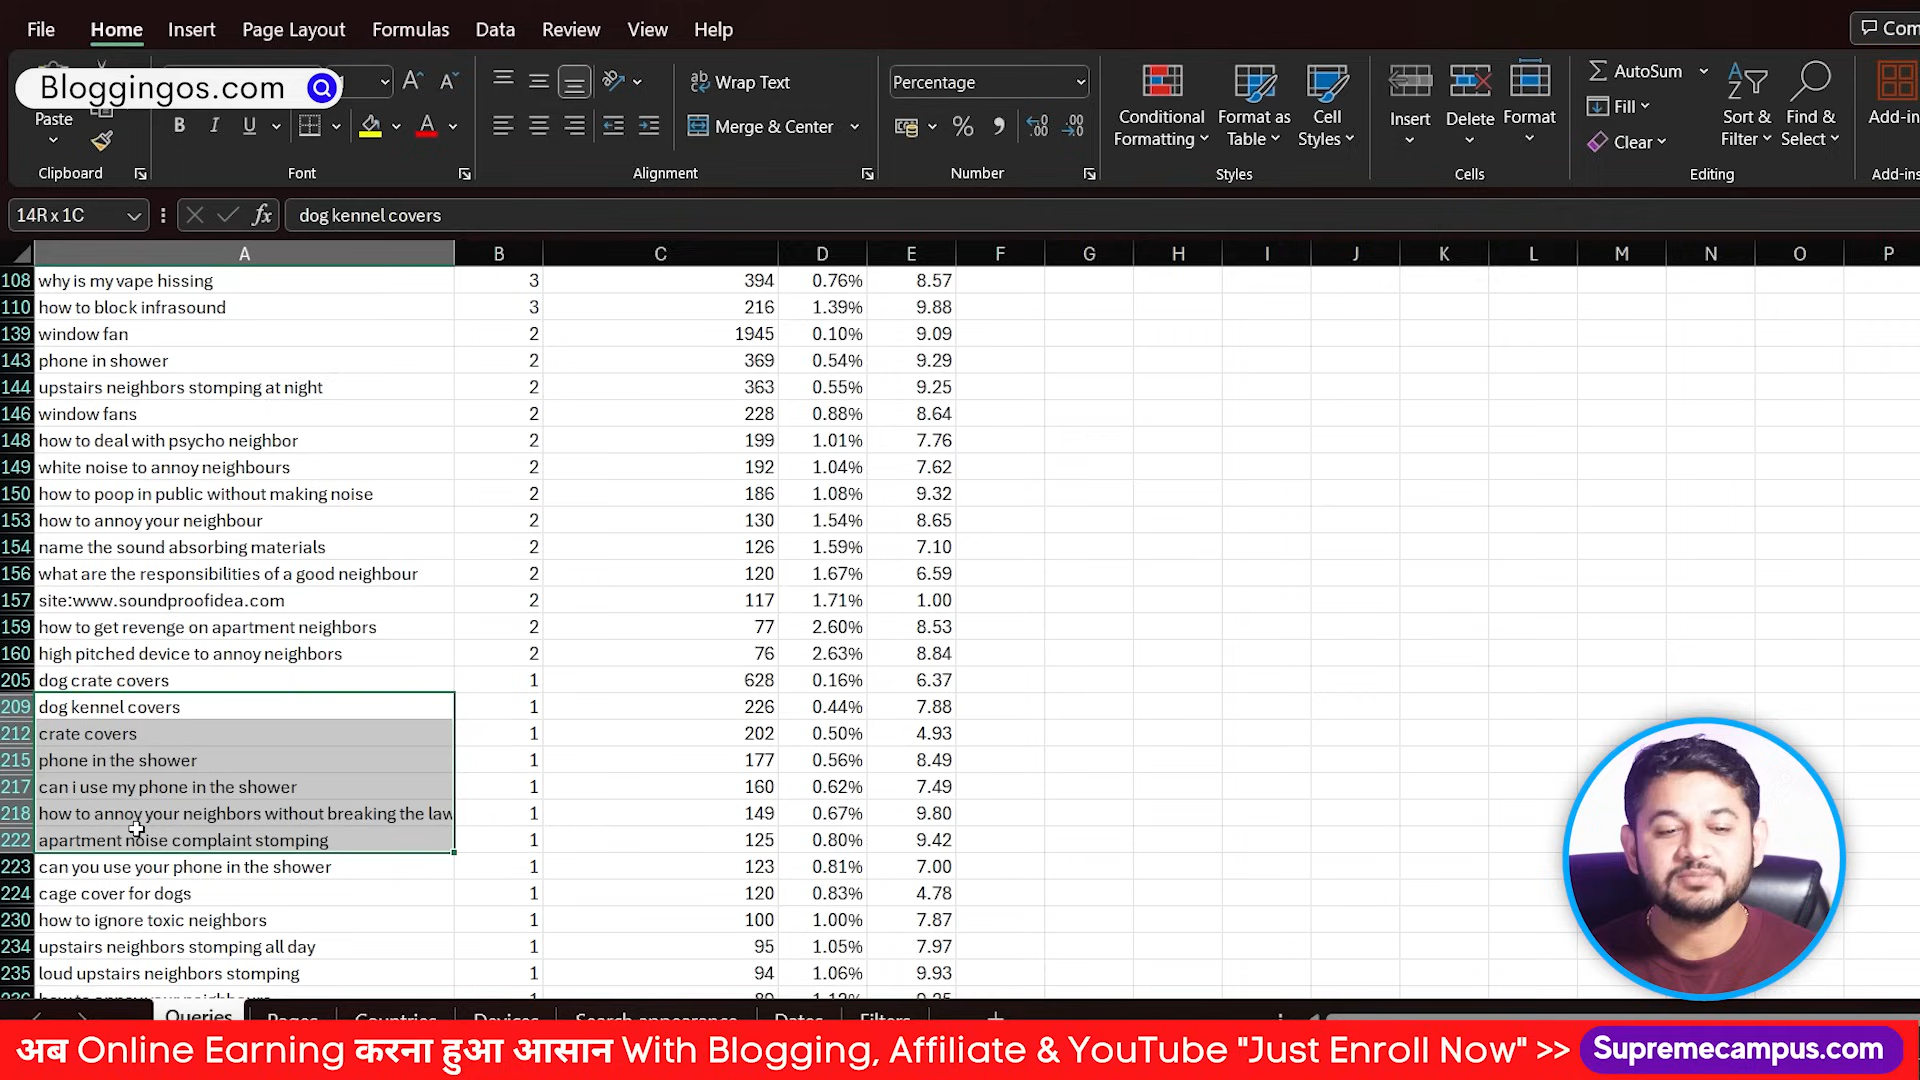 File Home Insert Page Layout Formulas Data Review View Help Com
Bloggingos.com
Paste
Clipboard
B I U A
Font
Wrap Text
Merge & Center
Alignment
Percentage
Number
Conditional Formatting
Format as Table
Cell Styles
Styles
Insert Delete Format
Cells
AutoSum
Fill
Clear
Sort & Filter
Find & Select
Editing
Add-in
Add-ins
14R x 1C fx dog kennel covers
A B C D E F G H I J K L M N O P
108 why is my vape hissing 3 394 0.76% 8.57
110 how to block infrasound 3 216 1.39% 9.88
139 window fan 2 1945 0.10% 9.09
143 phone in shower 2 369 0.54% 9.29
144 upstairs neighbors stomping at night 2 363 0.55% 9.25
146 window fans 2 228 0.88% 8.64
148 how to deal with psycho neighbor 2 199 1.01% 7.76
149 white noise to annoy neighbours 2 192 1.04% 7.62
150 how to poop in public without making noise 2 186 1.08% 9.32
153 how to annoy your neighbour 2 130 1.54% 8.65
154 name the sound absorbing materials 2 126 1.59% 7.10
156 what are the responsibilities of a good neighbour 2 120 1.67% 6.59
157 site:www.soundproofidea.com 2 117 1.71% 1.00
159 how to get revenge on apartment neighbors 2 77 2.60% 8.53
160 high pitched device to annoy neighbors 2 76 2.63% 8.84
205 dog crate covers 1 628 0.16% 6.37
209 dog kennel covers 1 226 0.44% 7.88
212 crate covers 1 202 0.50% 4.93
215 phone in the shower 1 177 0.56% 8.49
217 can i use my phone in the shower 1 160 0.62% 7.49
218 how to annoy your neighbors without breaking the law 1 149 0.67% 9.80
222 apartment noise complaint stomping 1 125 0.80% 9.42
223 can you use your phone in the shower 1 123 0.81% 7.00
224 cage cover for dogs 1 120 0.83% 4.78
230 how to ignore toxic neighbors 1 100 1.00% 7.87
234 upstairs neighbors stomping all day 1 95 1.05% 7.97
235 loud upstairs neighbors stomping 1 94 1.06% 9.93
Queries Pages Countries Devices Search appearance Dates Filters
अब Online Earning करना हुआ आसान With Blogging, Affiliate & YouTube "Just Enroll Now" >> Supremecampus.com